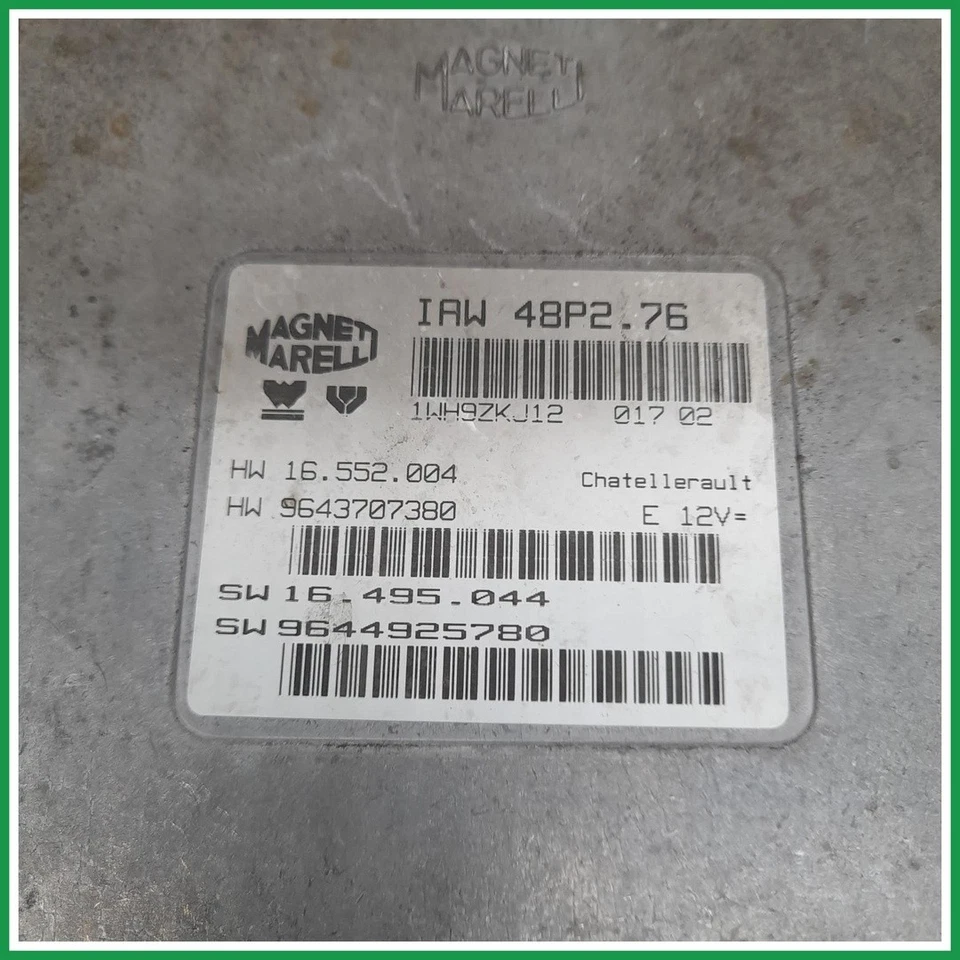 MAGNETI
MARELLI
MAGNETI
MARELLI
IAW 48P2.76
1WH9ZKJ12 017 02
HW 16.552.004
Chatellerault
HW 9643707380
E 12V=
SW 16.495.044
SW 9644925780